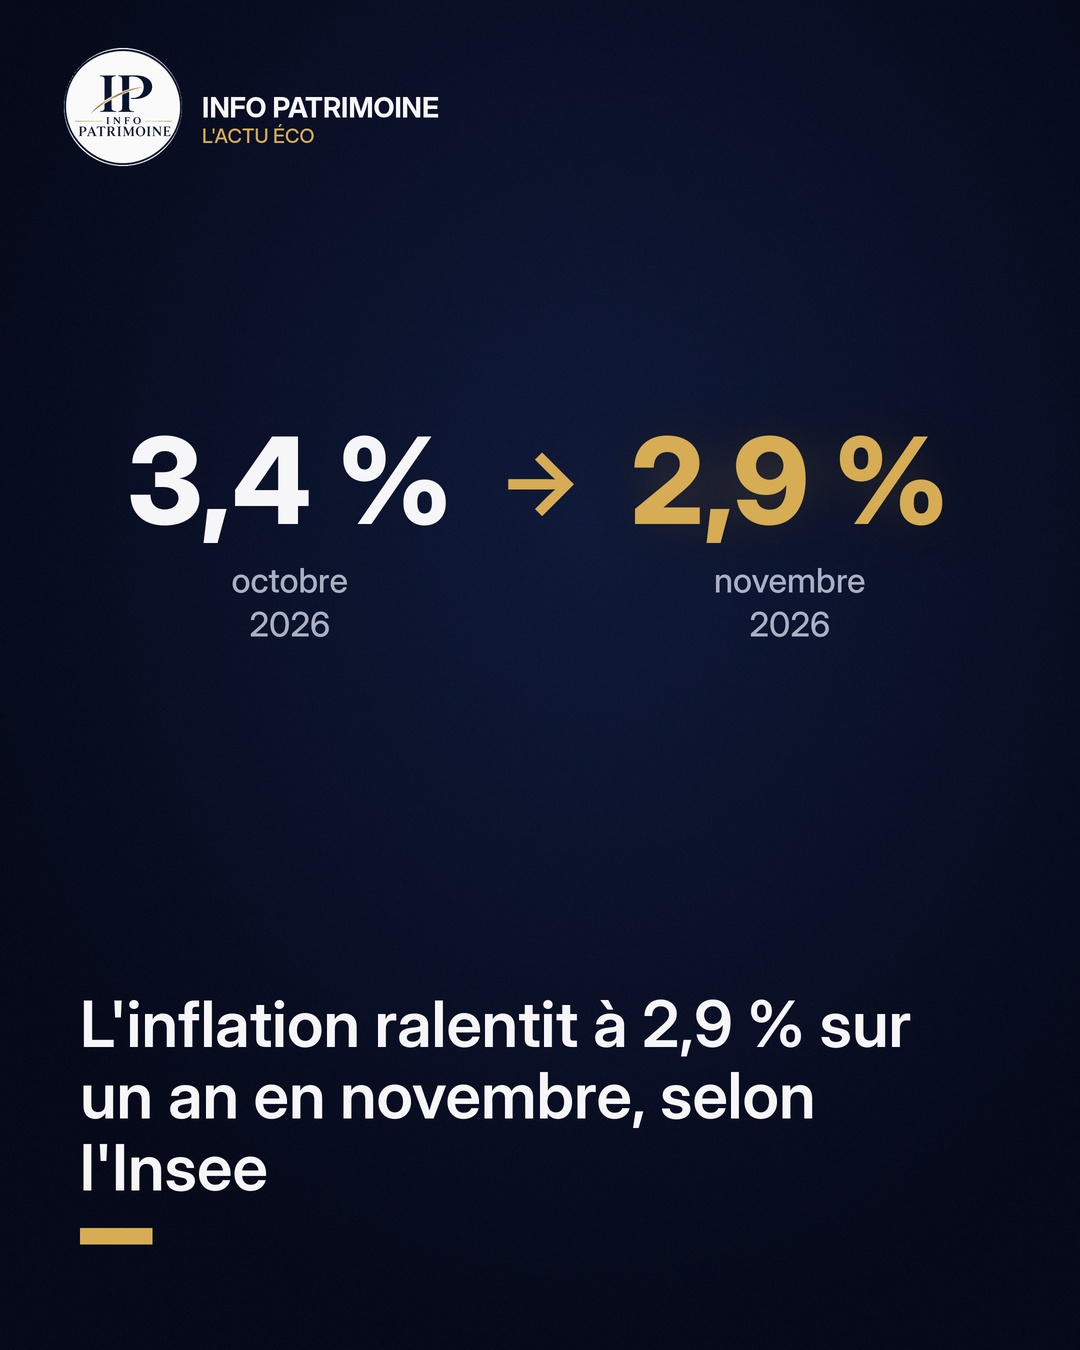 IP
INFO
PATRIMOINE
INFO PATRIMOINE
L'ACTU ÉCO
3,4 % → 2,9 %
octobre
2026
novembre
2026
L'inflation ralentit à 2,9 % sur
un an en novembre, selon
l'Insee